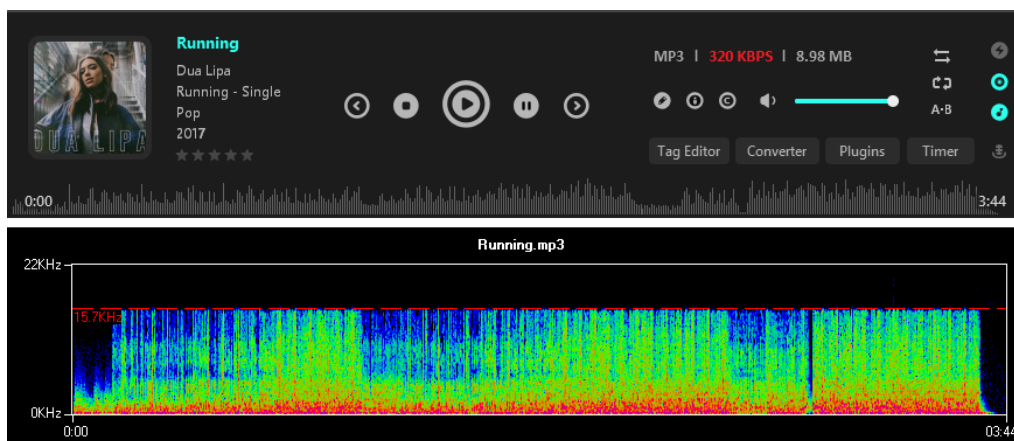 Running
Dua Lipa
Running - Single
Pop
2017
DUA LIPA
MP3 | 320 KBPS | 8.98 MB
A·B
Tag Editor Converter Plugins Timer
0:00 3:44
Running.mp3
22KHz
15.7KHz
0KHz
0:00 03:44